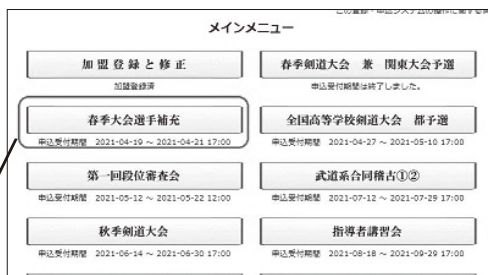 メインメニュー
加盟登録と修正
加盟登録済
春季剣道大会 兼 関東大会予選
申込受付期間は終了しました。
春季大会選手補充
申込受付期間 2021-04-19 ~ 2021-04-21 17:00
全国高等学校剣道大会 都予選
申込受付期間 2021-04-27 ~ 2021-05-10 17:00
第一回段位審査会
申込受付期間 2021-05-12 ~ 2021-05-22 12:00
武道系合同稽古①②
申込受付期間 2021-07-12 ~ 2021-07-29 17:00
秋季剣道大会
申込受付期間 2021-06-14 ~ 2021-06-30 17:00
指導者講習会
申込受付期間 2021-08-18 ~ 2021-09-29 17:00